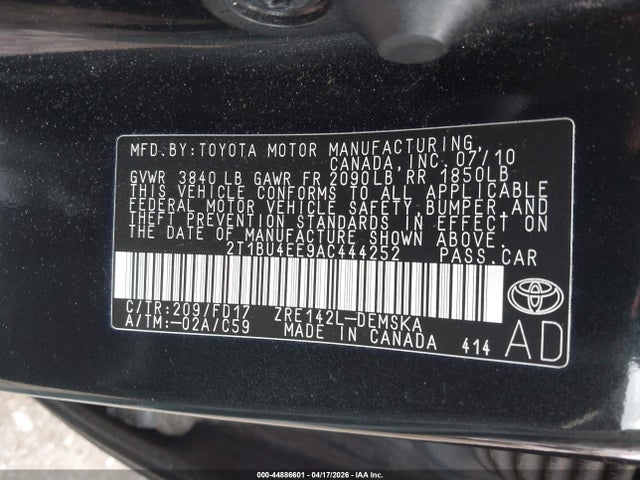 MFD.BY:TOYOTA MOTOR MANUFACTURING,
CANADA,INC.07/10
GVWR 3840LB GAWR FR 2090LB,RR 1850LB
THIS VEHICLE CONFORMS TO ALL APPLICABLE
FEDERAL MOTOR VEHICLE SAFETY,BUMPER,AND
THEFT PREVENTION STANDARDS IN EFFECT ON
THE DATE OF MANUFACTURE SHOWN ABOVE.
2T1BU4EE9AC444252 PASS.CAR
C/TR:209/FD17 ZRE142L-DEMSKA
A/TM:-02A/C59 MADE IN CANADA 414
AD
000-44886601 - 04/17/2026 - IAA Inc.